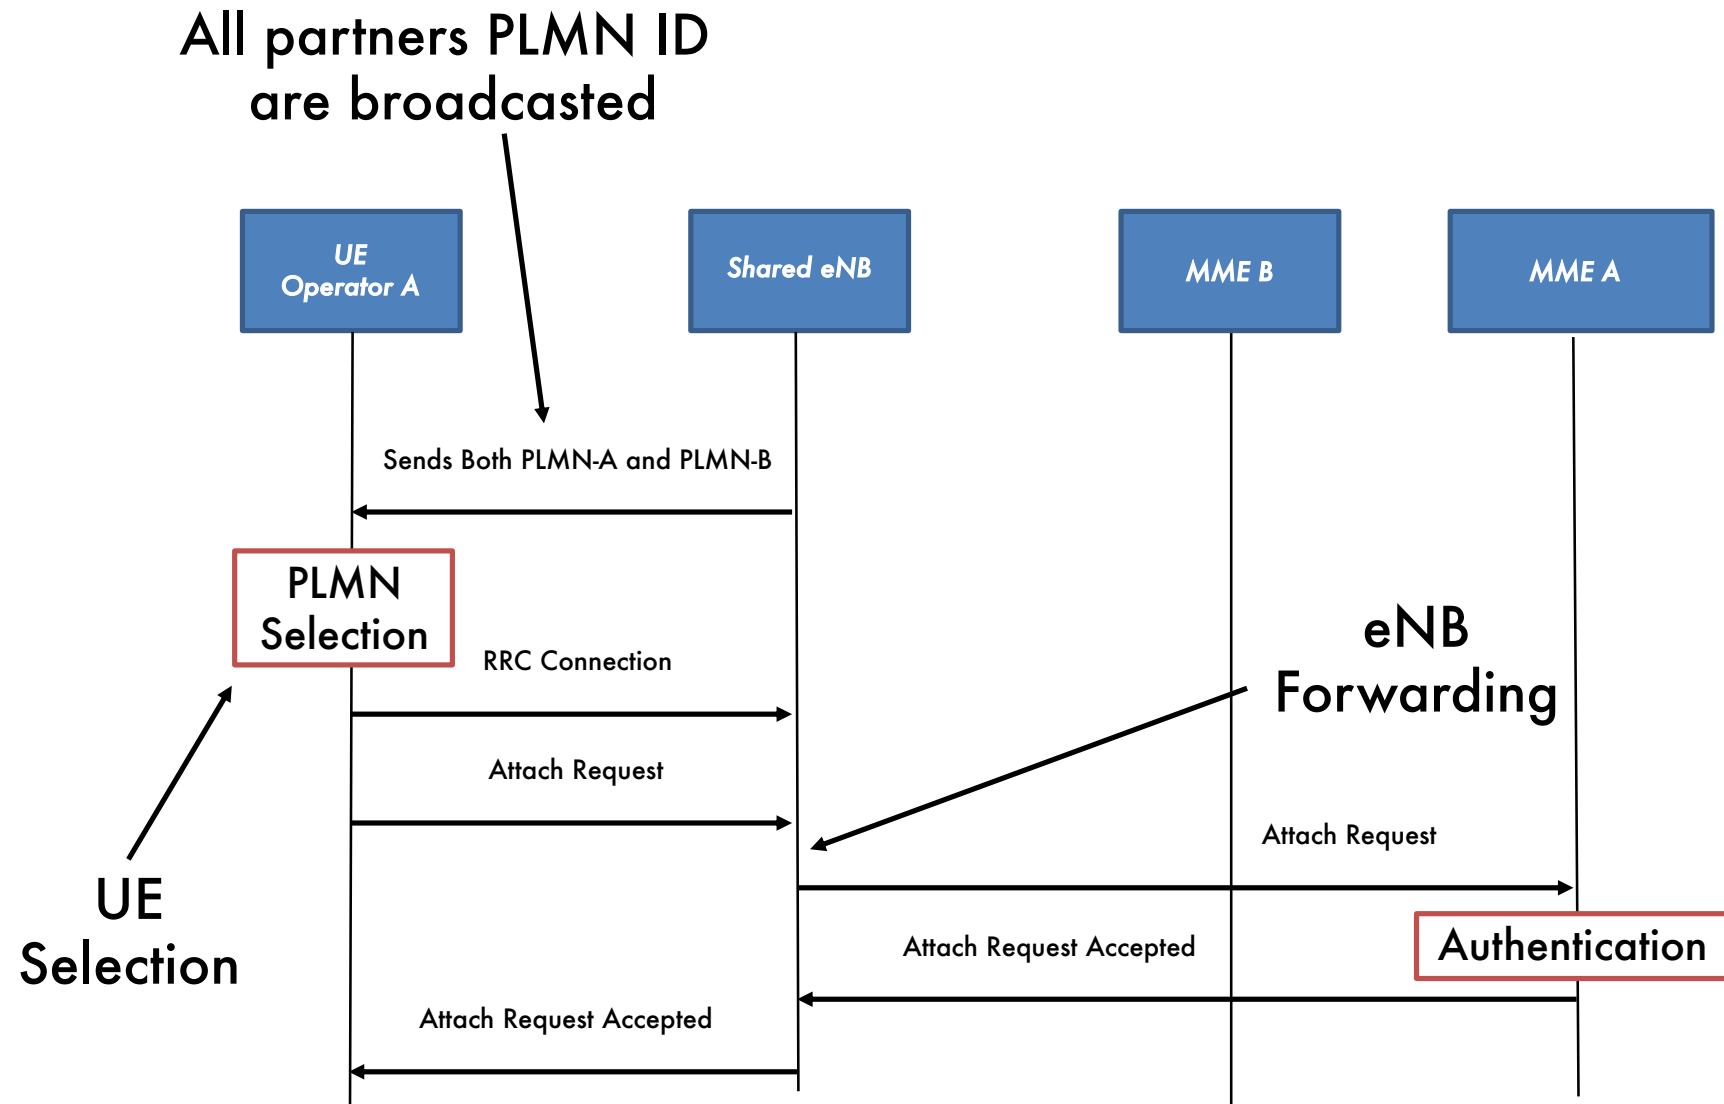 All partners PLMN ID
are broadcasted
UE
Operator A
Shared eNB
MME B
MME A
Sends Both PLMN-A and PLMN-B
PLMN
Selection
RRC Connection
eNB
Forwarding
Attach Request
Attach Request
UE
Selection
Attach Request Accepted
Authentication
Attach Request Accepted